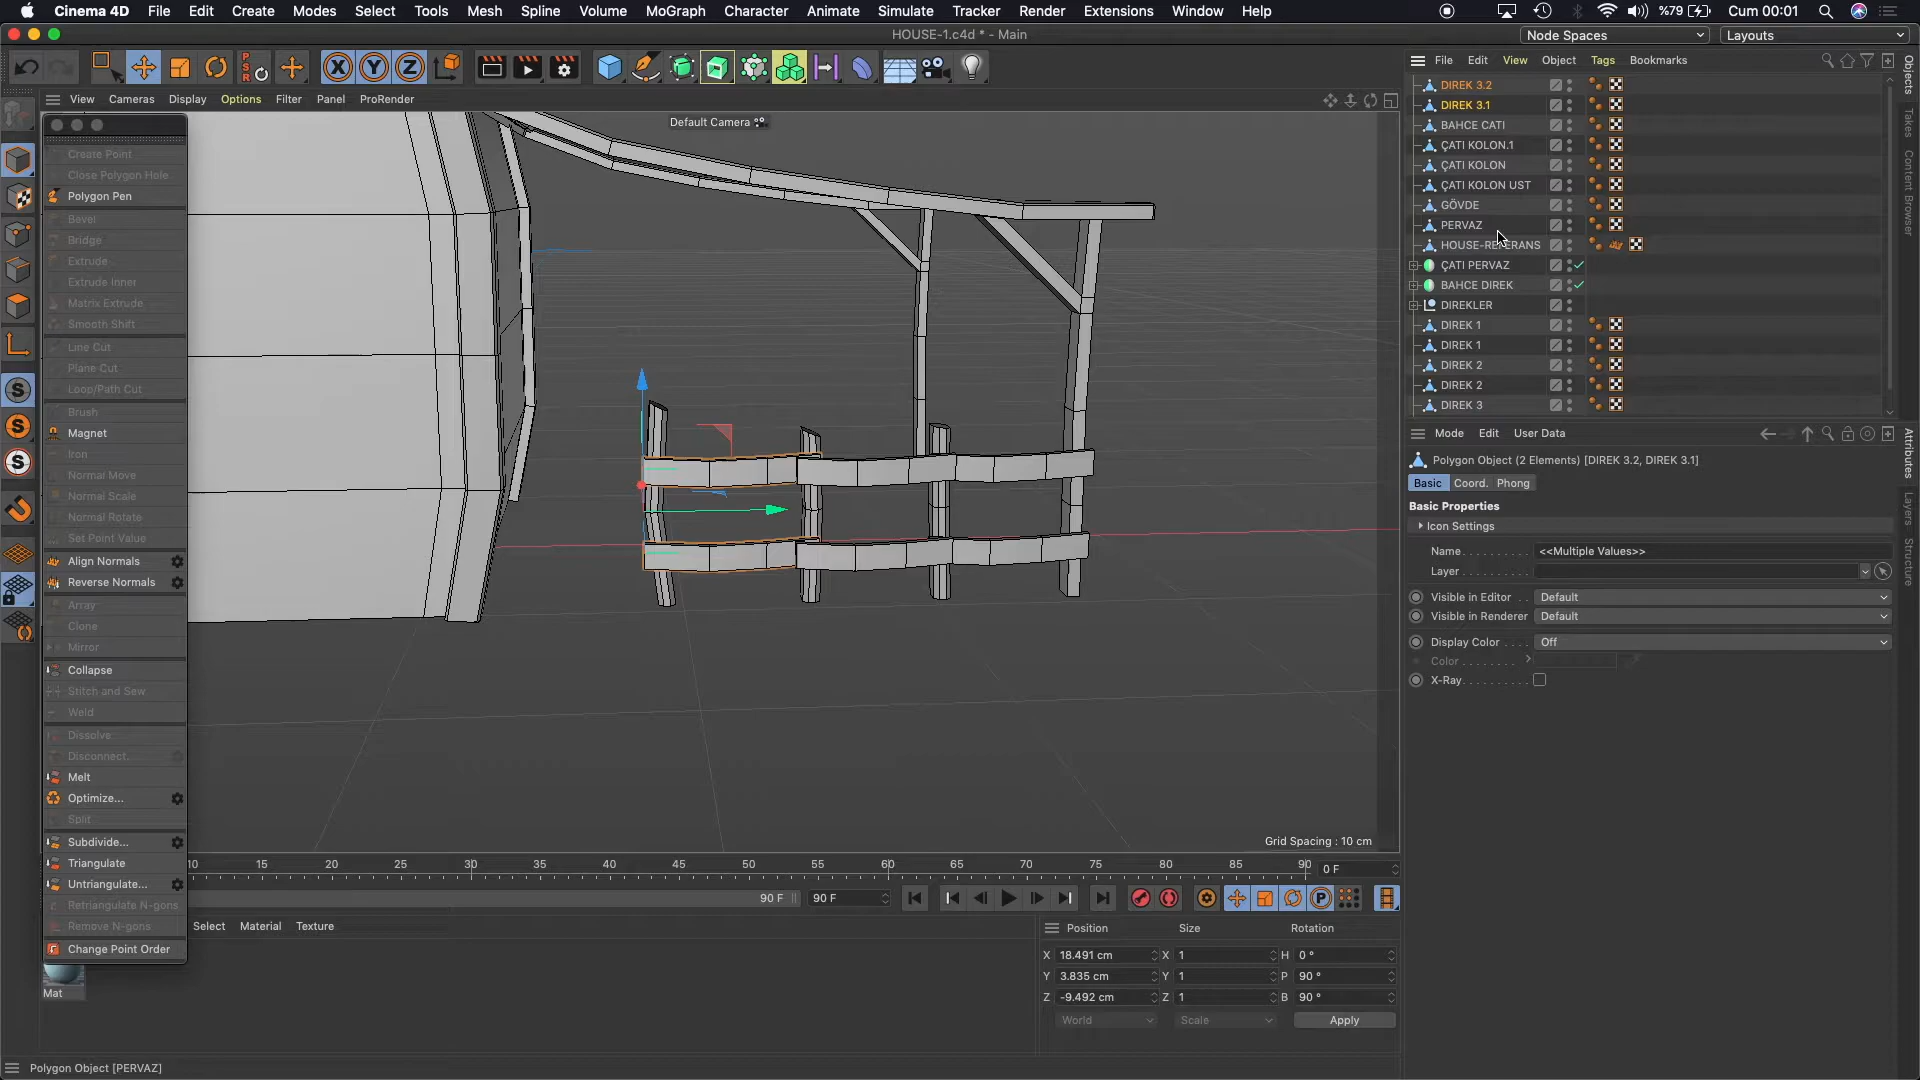 Cinema 4D File Edit Create Modes Select Tools Mesh Spline Volume MoGraph Character Animate Simulate Tracker Render Extensions Window Help %79 Cum 00:01
HOUSE-1.c4d * - Main
Node Spaces
Layouts
View Cameras Display Options Filter Panel ProRender
Default Camera
Create Point
Close Polygon Hole
Polygon Pen
Bevel
Bridge
Extrude
Extrude Inner
Matrix Extrude
Smooth Shift
Line Cut
Plane Cut
Loop/Path Cut
Brush
Magnet
Iron
Normal Move
Normal Scale
Normal Rotate
Set Point Value
Align Normals
Reverse Normals
Array
Clone
Mirror
Collapse
Stitch and Sew
Weld
Dissolve
Disconnect...
Melt
Optimize...
Split
Subdivide...
Triangulate
Untriangulate...
Retriangulate N-gons
Remove N-gons
Change Point Order
Grid Spacing : 10 cm
10 15 20 25 30 35 40 45 50 55 60 65 70 75 80 85 90
0 F
90 F
90 F
Select Material Texture
Mat
Position Size Rotation
X 18.491 cm X 1 H 0 °
Y 3.835 cm Y 1 P 90 °
Z -9.492 cm Z 1 B 90 °
World Scale Apply
Polygon Object [PERVAZ]
File Edit View Object Tags Bookmarks
DIREK 3.2
DIREK 3.1
BAHCE CATI
ÇATI KOLON.1
ÇATI KOLON
ÇATI KOLON UST
GÖVDE
PERVAZ
HOUSE-REFERANS
ÇATI PERVAZ
BAHCE DIREK
DIREKLER
DIREK 1
DIREK 1
DIREK 2
DIREK 2
DIREK 3
Mode Edit User Data
Polygon Object (2 Elements) [DIREK 3.2, DIREK 3.1]
Basic Coord. Phong
Basic Properties
Icon Settings
Name <<Multiple Values>>
Layer
Visible in Editor Default
Visible in Renderer Default
Display Color Off
Color
X-Ray
Objects
Takes
Content Browser
Attributes
Layers
Structure